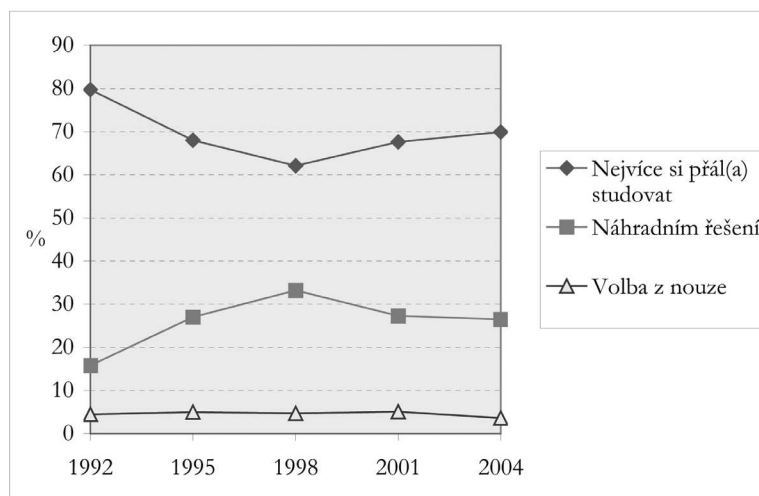 90
80
70
60
50
%
40
30
20
10
0
1992 1995 1998 2001 2004
Nejvíce si přál(a)
studovat
Náhradním řešení
Volba z nouze